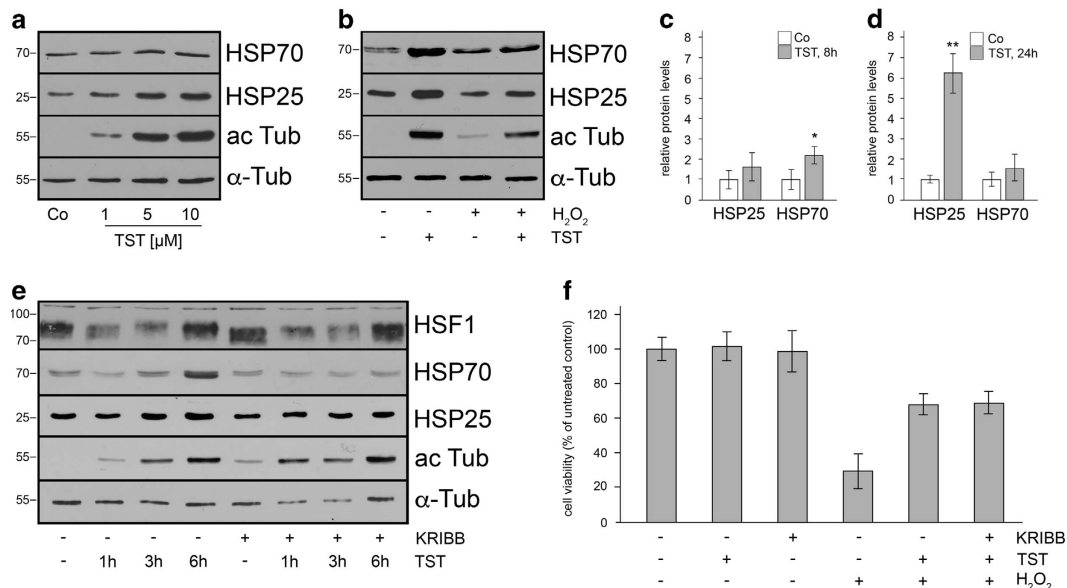 a
70
HSP70
25
HSP25
55
ac Tub
55
α-Tub
Co 1 5 10
TST [µM]
b
70
HSP70
25
HSP25
55
ac Tub
55
α-Tub
- - + + H₂O₂
- + - + TST
c
Co
TST, 8h
relative protein levels
8
7
6
5
4
3
2
1
0
*
HSP25 HSP70
d
Co
TST, 24h
relative protein levels
8
7
6
5
4
3
2
1
0
**
HSP25 HSP70
e
100
70
HSF1
70
HSP70
25
HSP25
55
ac Tub
55
α-Tub
- - - - + + + + KRIBB
- 1h 3h 6h - 1h 3h 6h TST
f
cell viability (% of untreated control)
120
100
80
60
40
20
0
- - + - - + KRIBB
- + - - + + TST
- - - + + + H₂O₂